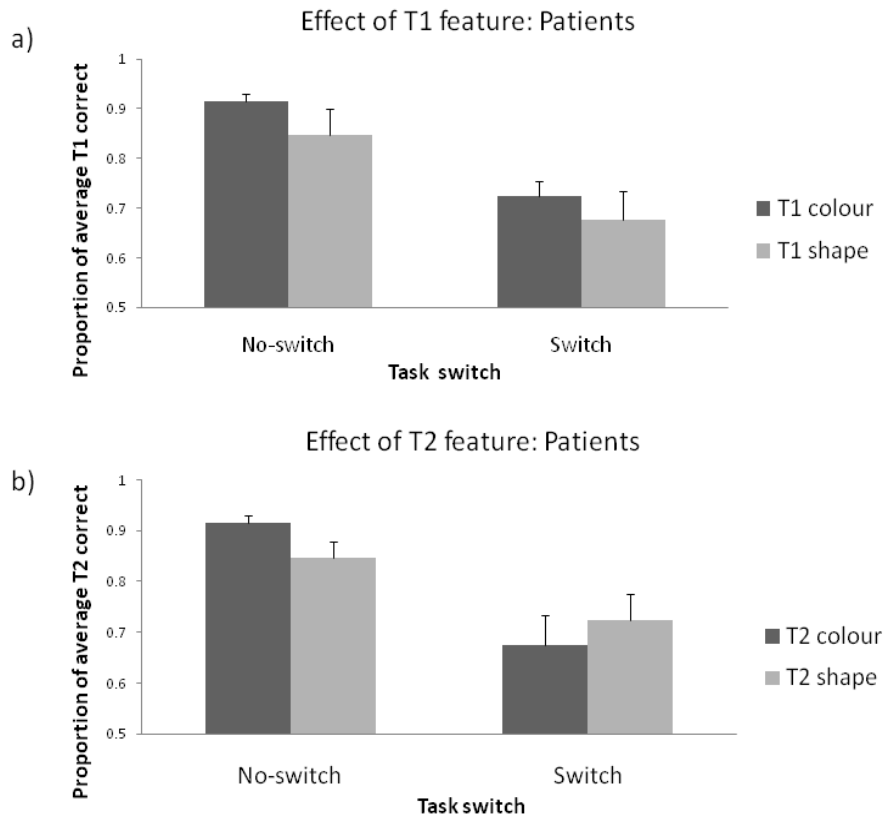 Effect of T1 feature: Patients
a)
Proportion of average T1 correct
1
0.9
0.8
0.7
0.6
0.5
No-switch Switch
Task switch
T1 colour
T1 shape
Effect of T2 feature: Patients
b)
Proportion of average T2 correct
1
0.9
0.8
0.7
0.6
0.5
No-switch Switch
Task switch
T2 colour
T2 shape